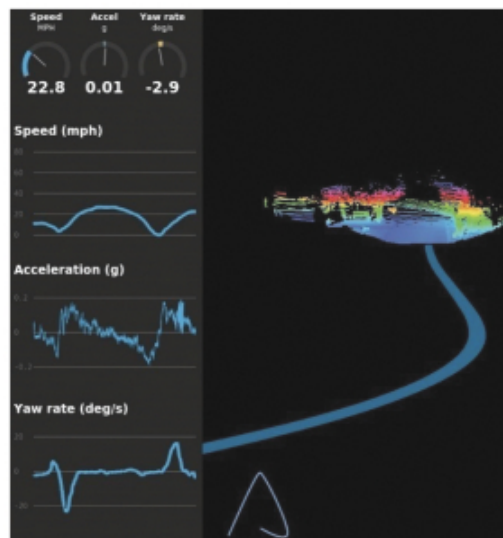 Speed Accel Yaw rate
MPH g deg/s
22.8 0.01 -2.9
Speed (mph)
80
60
40
20
0
Acceleration (g)
0.2
0
-0.2
Yaw rate (deg/s)
20
0
-20